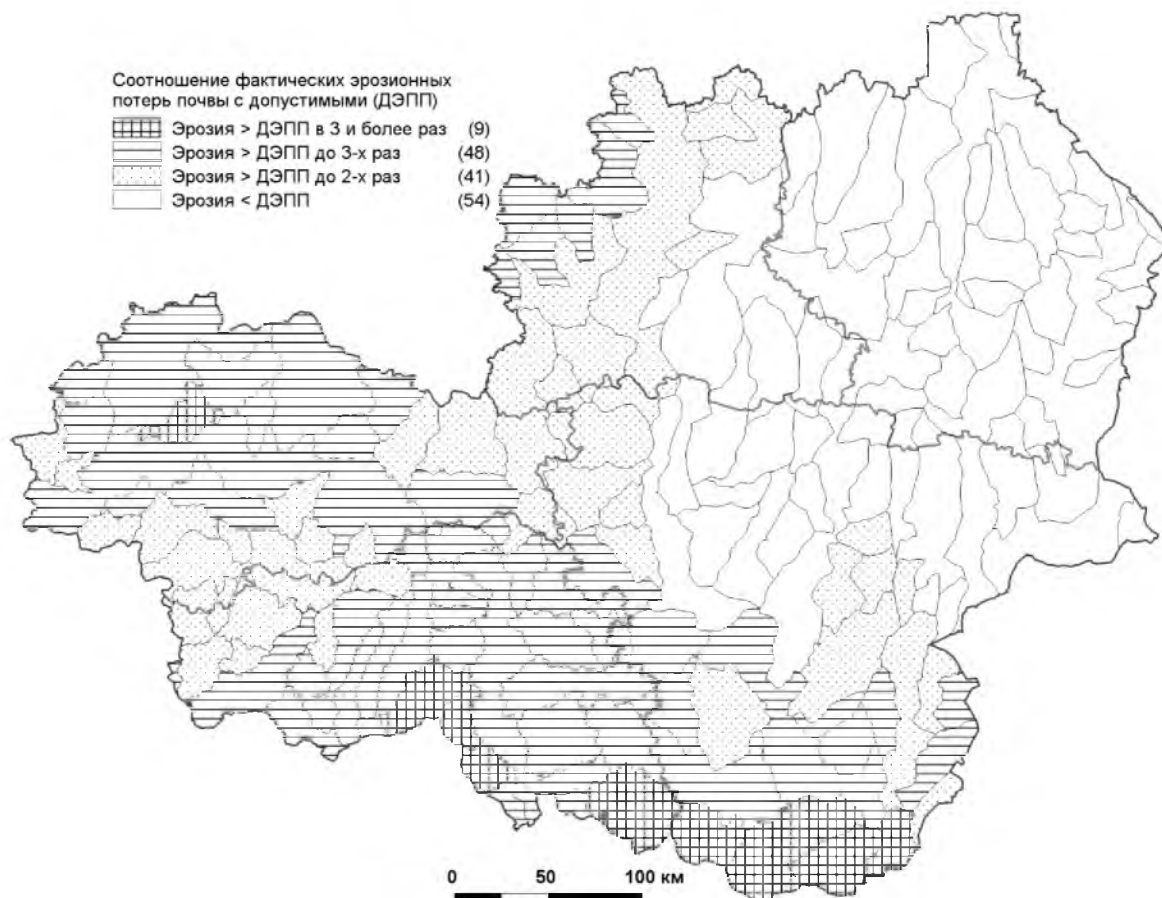 Соотношение фактических эрозионных
потерь почвы с допустимыми (ДЭПП)
Эрозия > ДЭПП в 3 и более раз (9)
Эрозия > ДЭПП до 3-х раз (48)
Эрозия > ДЭПП до 2-х раз (41)
Эрозия < ДЭПП (54)
0 50 100 км